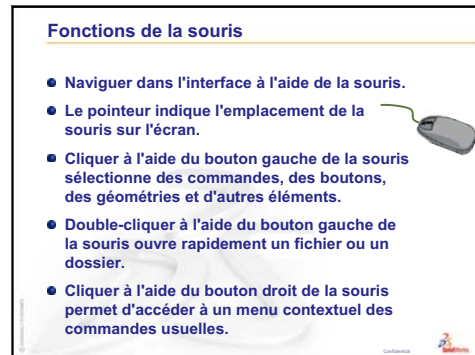 Fonctions de la souris
Naviguer dans l'interface à l'aide de la souris.
Le pointeur indique l'emplacement de la
souris sur l'écran.
Cliquer à l'aide du bouton gauche de la souris
sélectionne des commandes, des boutons,
des géométries et d'autres éléments.
Double-cliquer à l'aide du bouton gauche de
la souris ouvre rapidement un fichier ou un
dossier.
Cliquer à l'aide du bouton droit de la souris
permet d'accéder à un menu contextuel des
commandes usuelles.
Confidential
SolidWorks